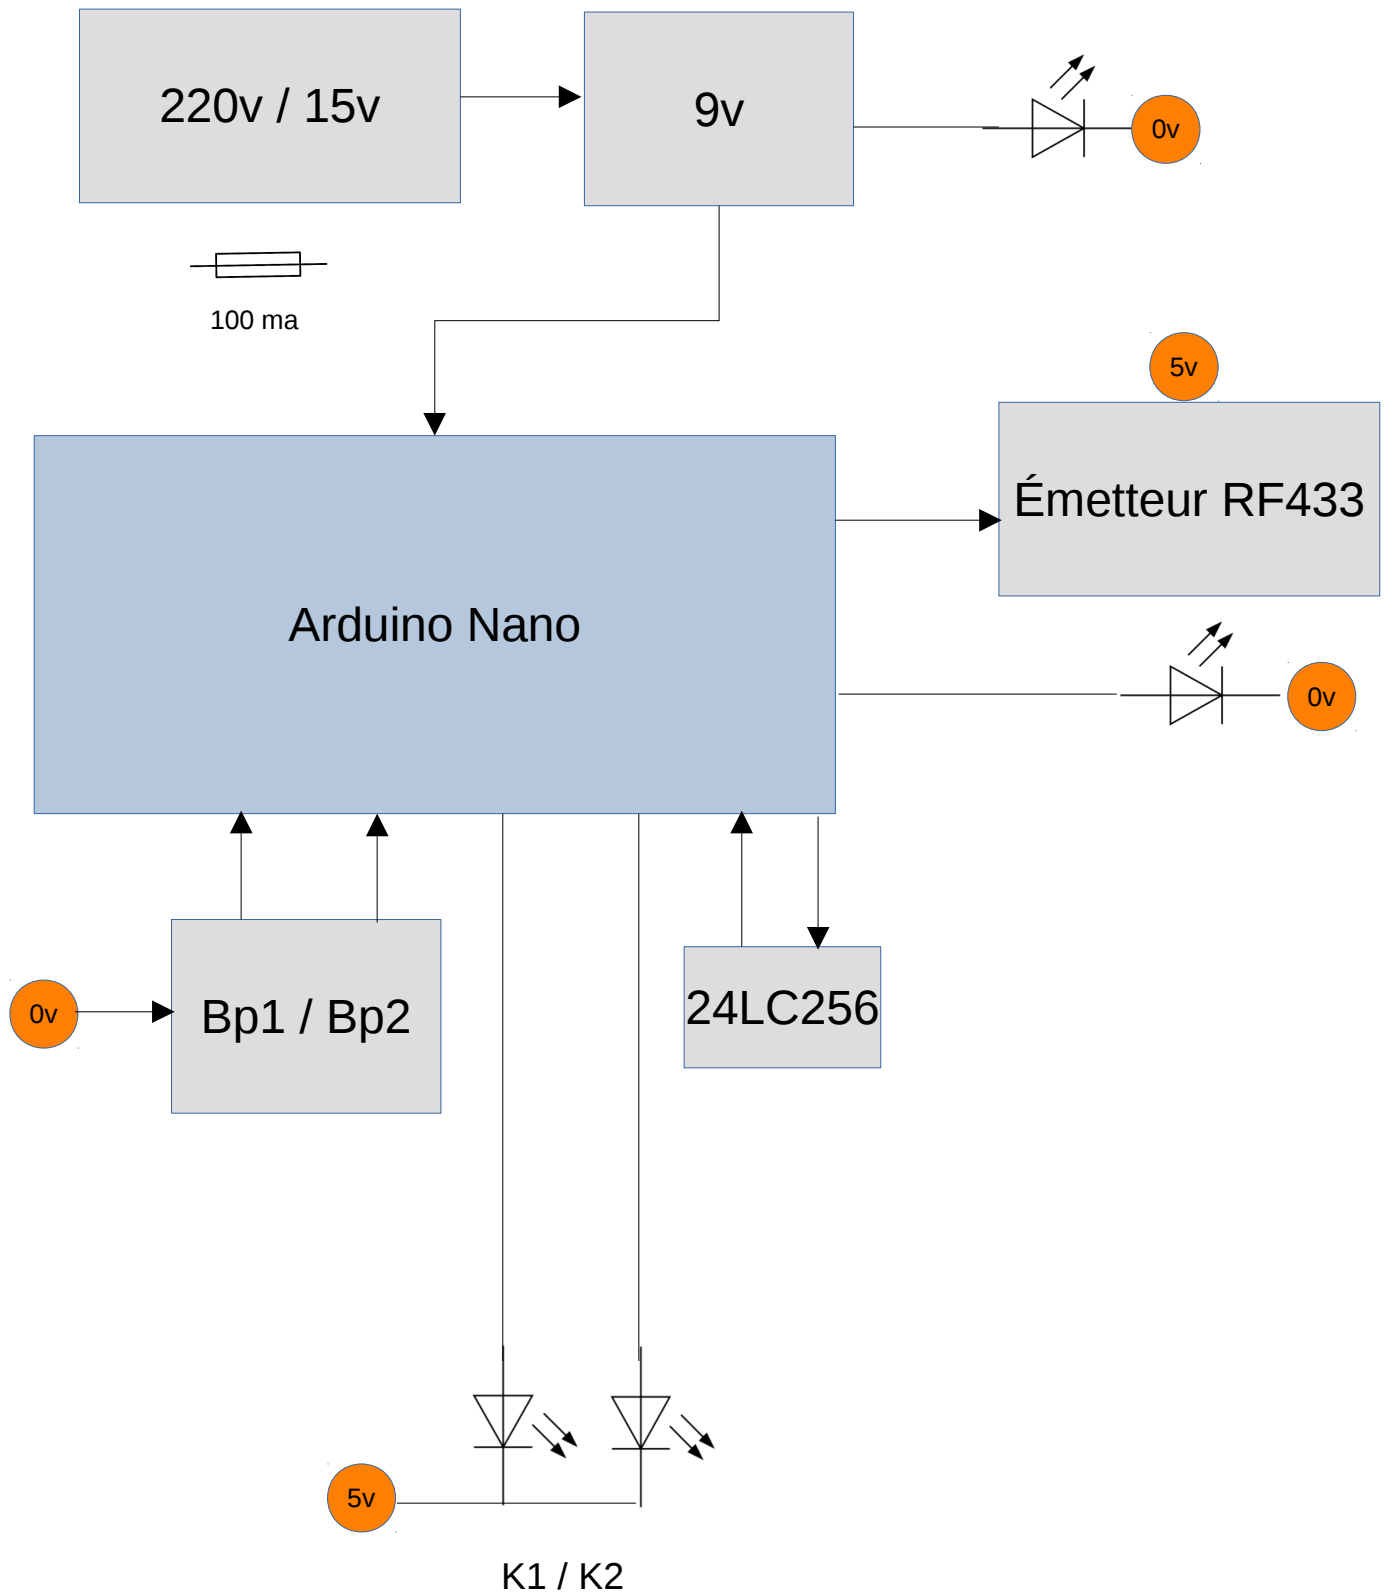 220v / 15v
9v
0v
100 ma
5v
Émetteur RF433
Arduino Nano
0v
0v
Bp1 / Bp2
24LC256
5v
K1 / K2